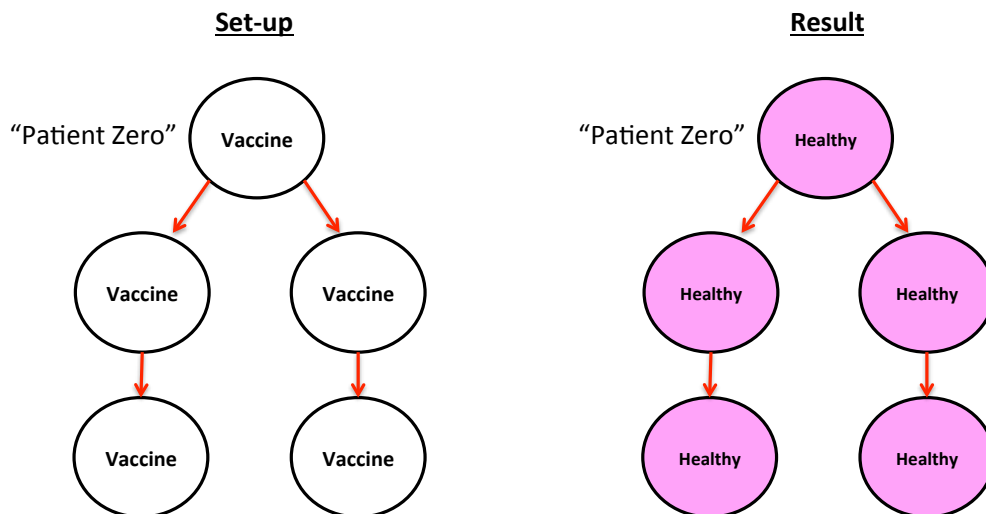 Set-up
Result
“Patient Zero”
Vaccine
“Patient Zero”
Healthy
Vaccine
Vaccine
Healthy
Healthy
Vaccine
Vaccine
Healthy
Healthy